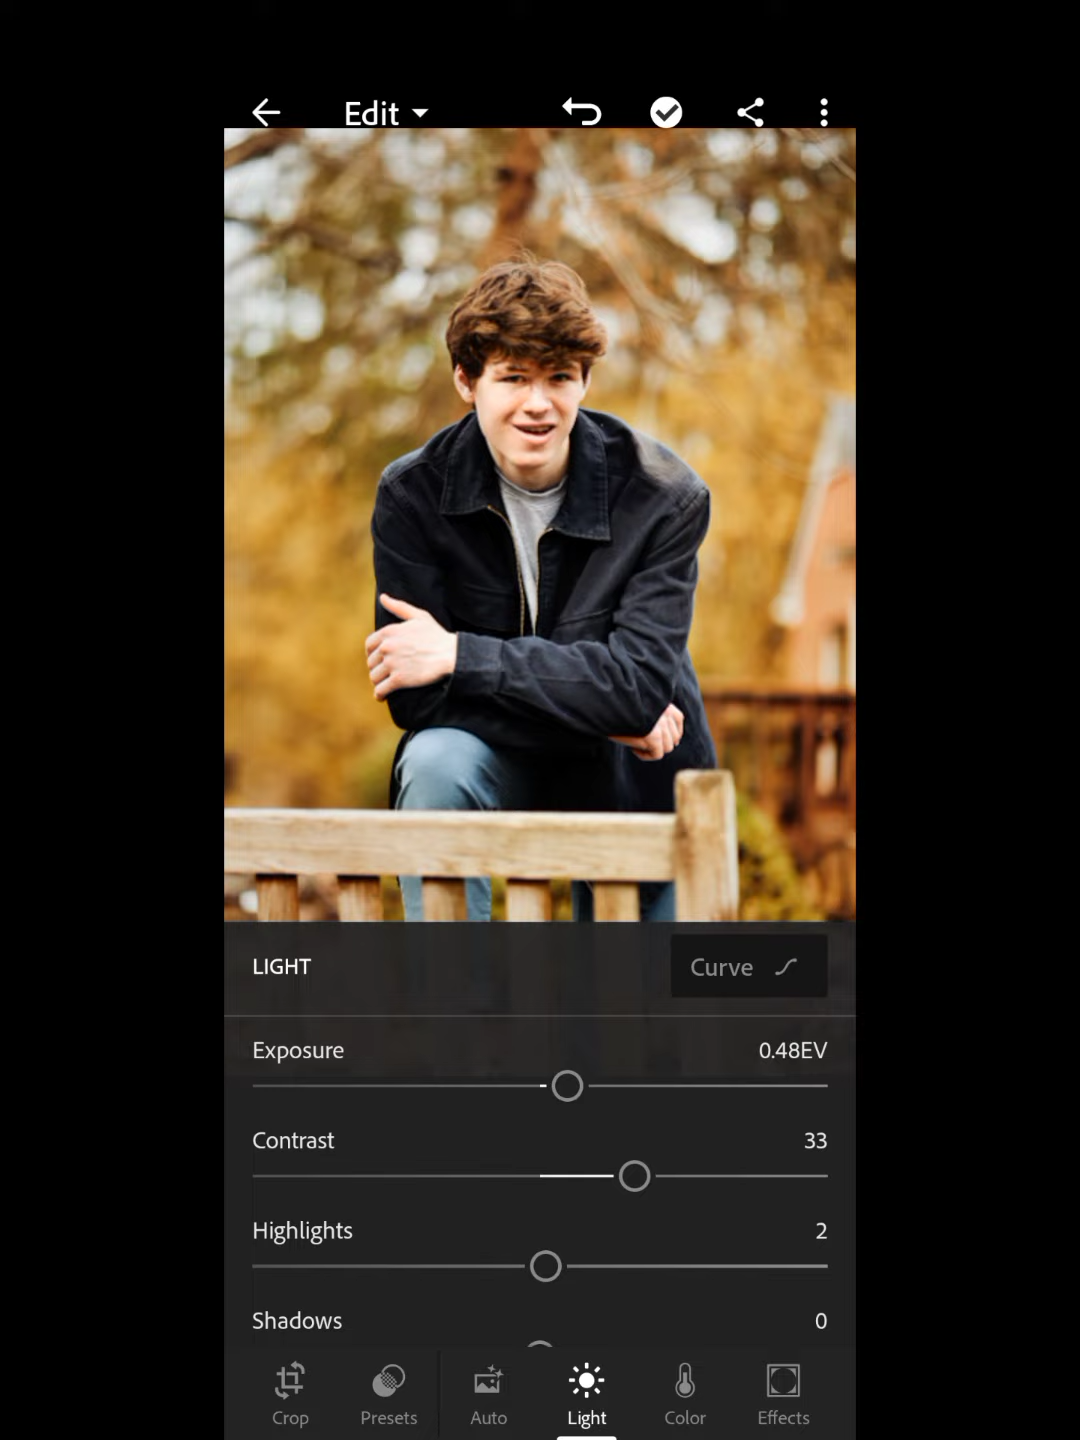 Edit
LIGHT
Curve
Exposure 0.48EV
Contrast 33
Highlights 2
Shadows 0
Crop Presets Auto Light Color Effects